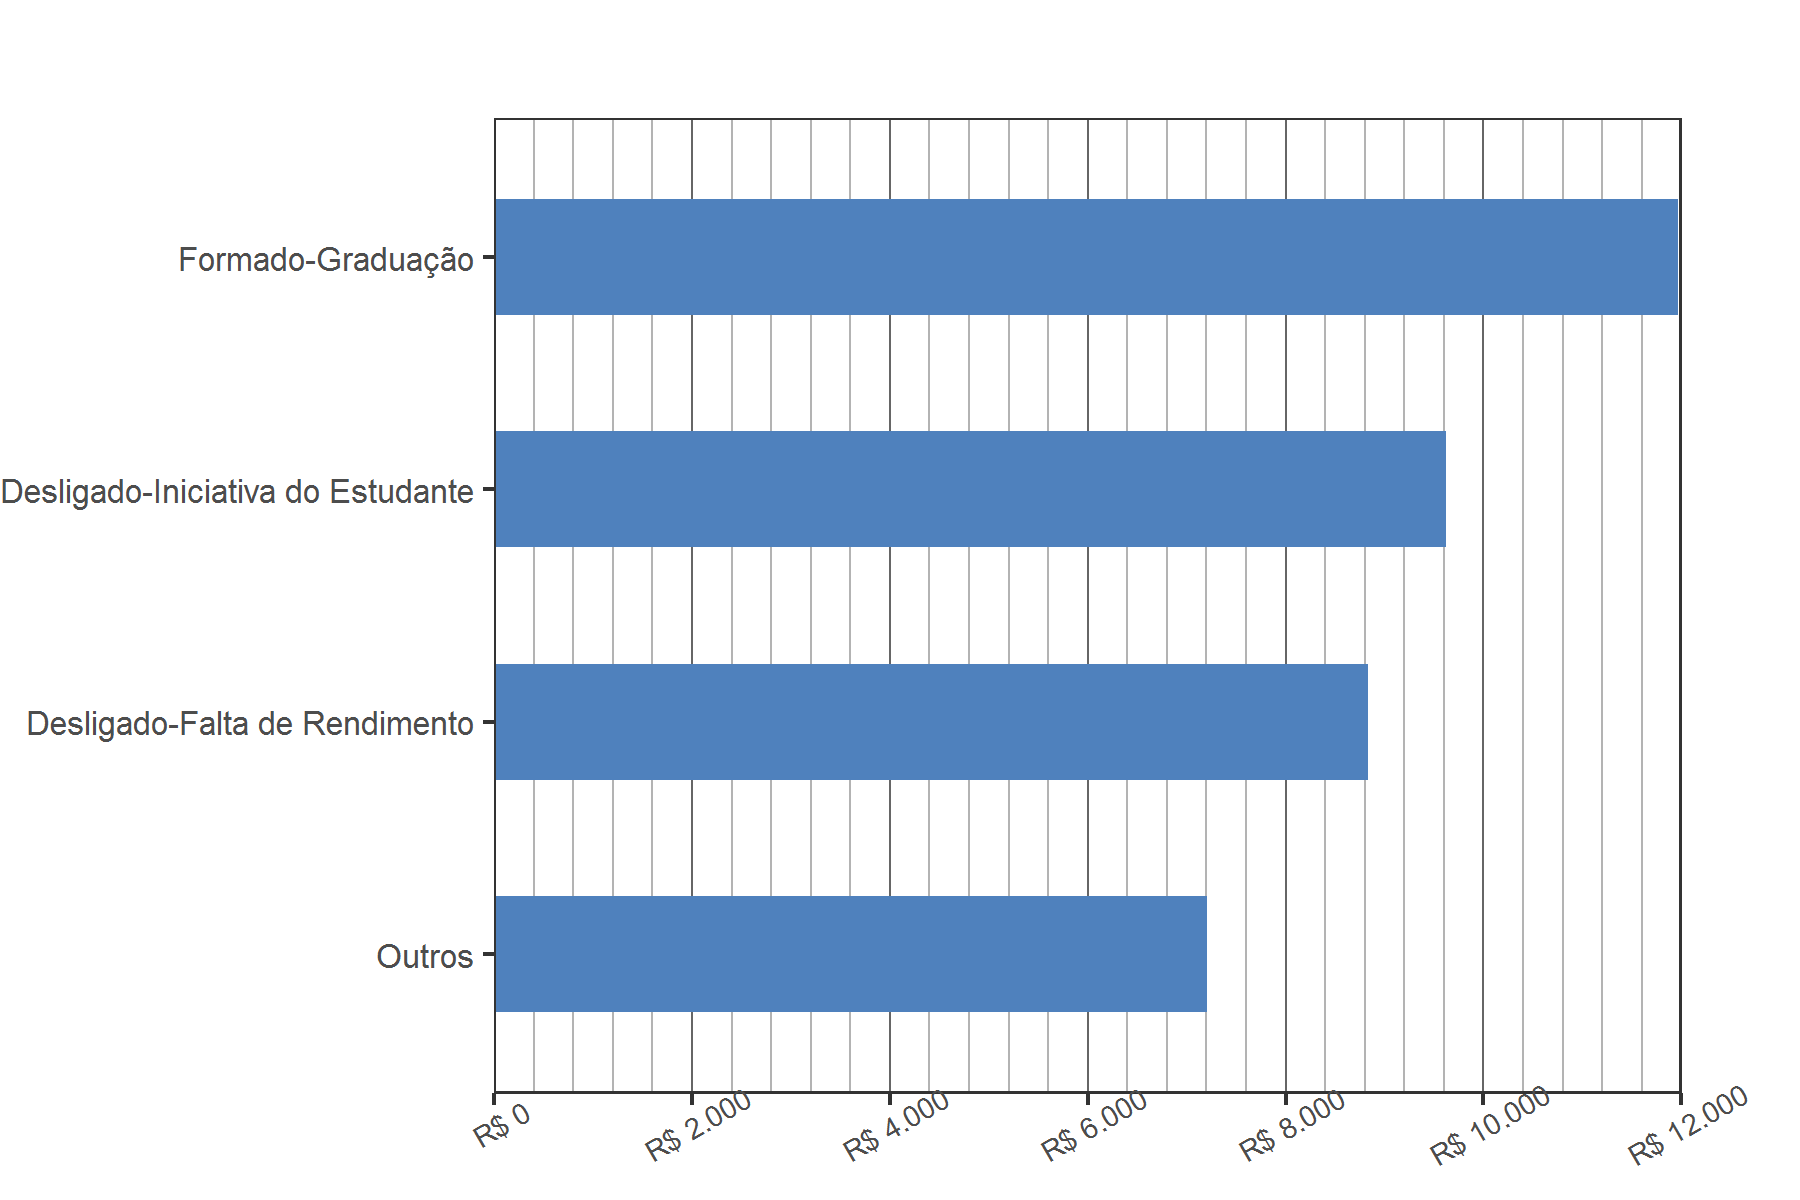 Formado-Graduação
Desligado-Iniciativa do Estudante
Desligado-Falta de Rendimento
Outros
R$ 0
R$ 2.000
R$ 4.000
R$ 6.000
R$ 8.000
R$ 10.000
R$ 12.000